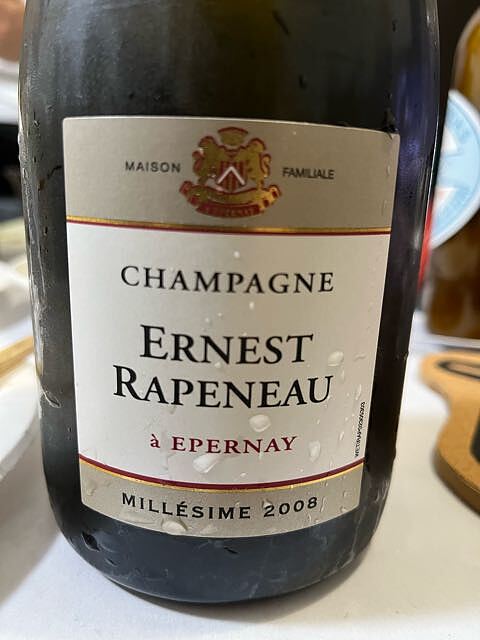 MAISON FAMILIALE
CHAMPAGNE
ERNEST
RAPENEAU
à EPERNAY
MILLÉSIME 2008